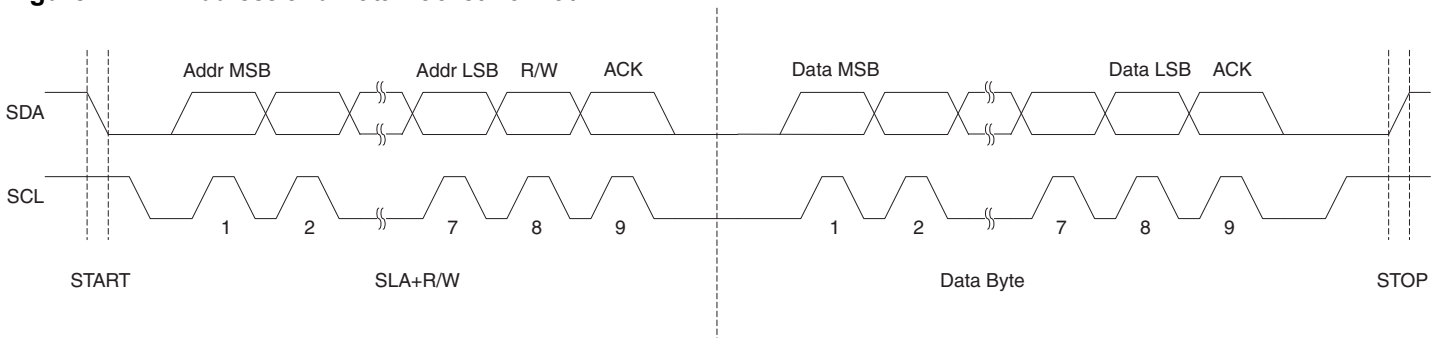 Addr MSB Addr LSB R/W ACK Data MSB Data LSB ACK
SDA
SCL
1 2 7 8 9 1 2 7 8 9
START SLA+R/W Data Byte STOP